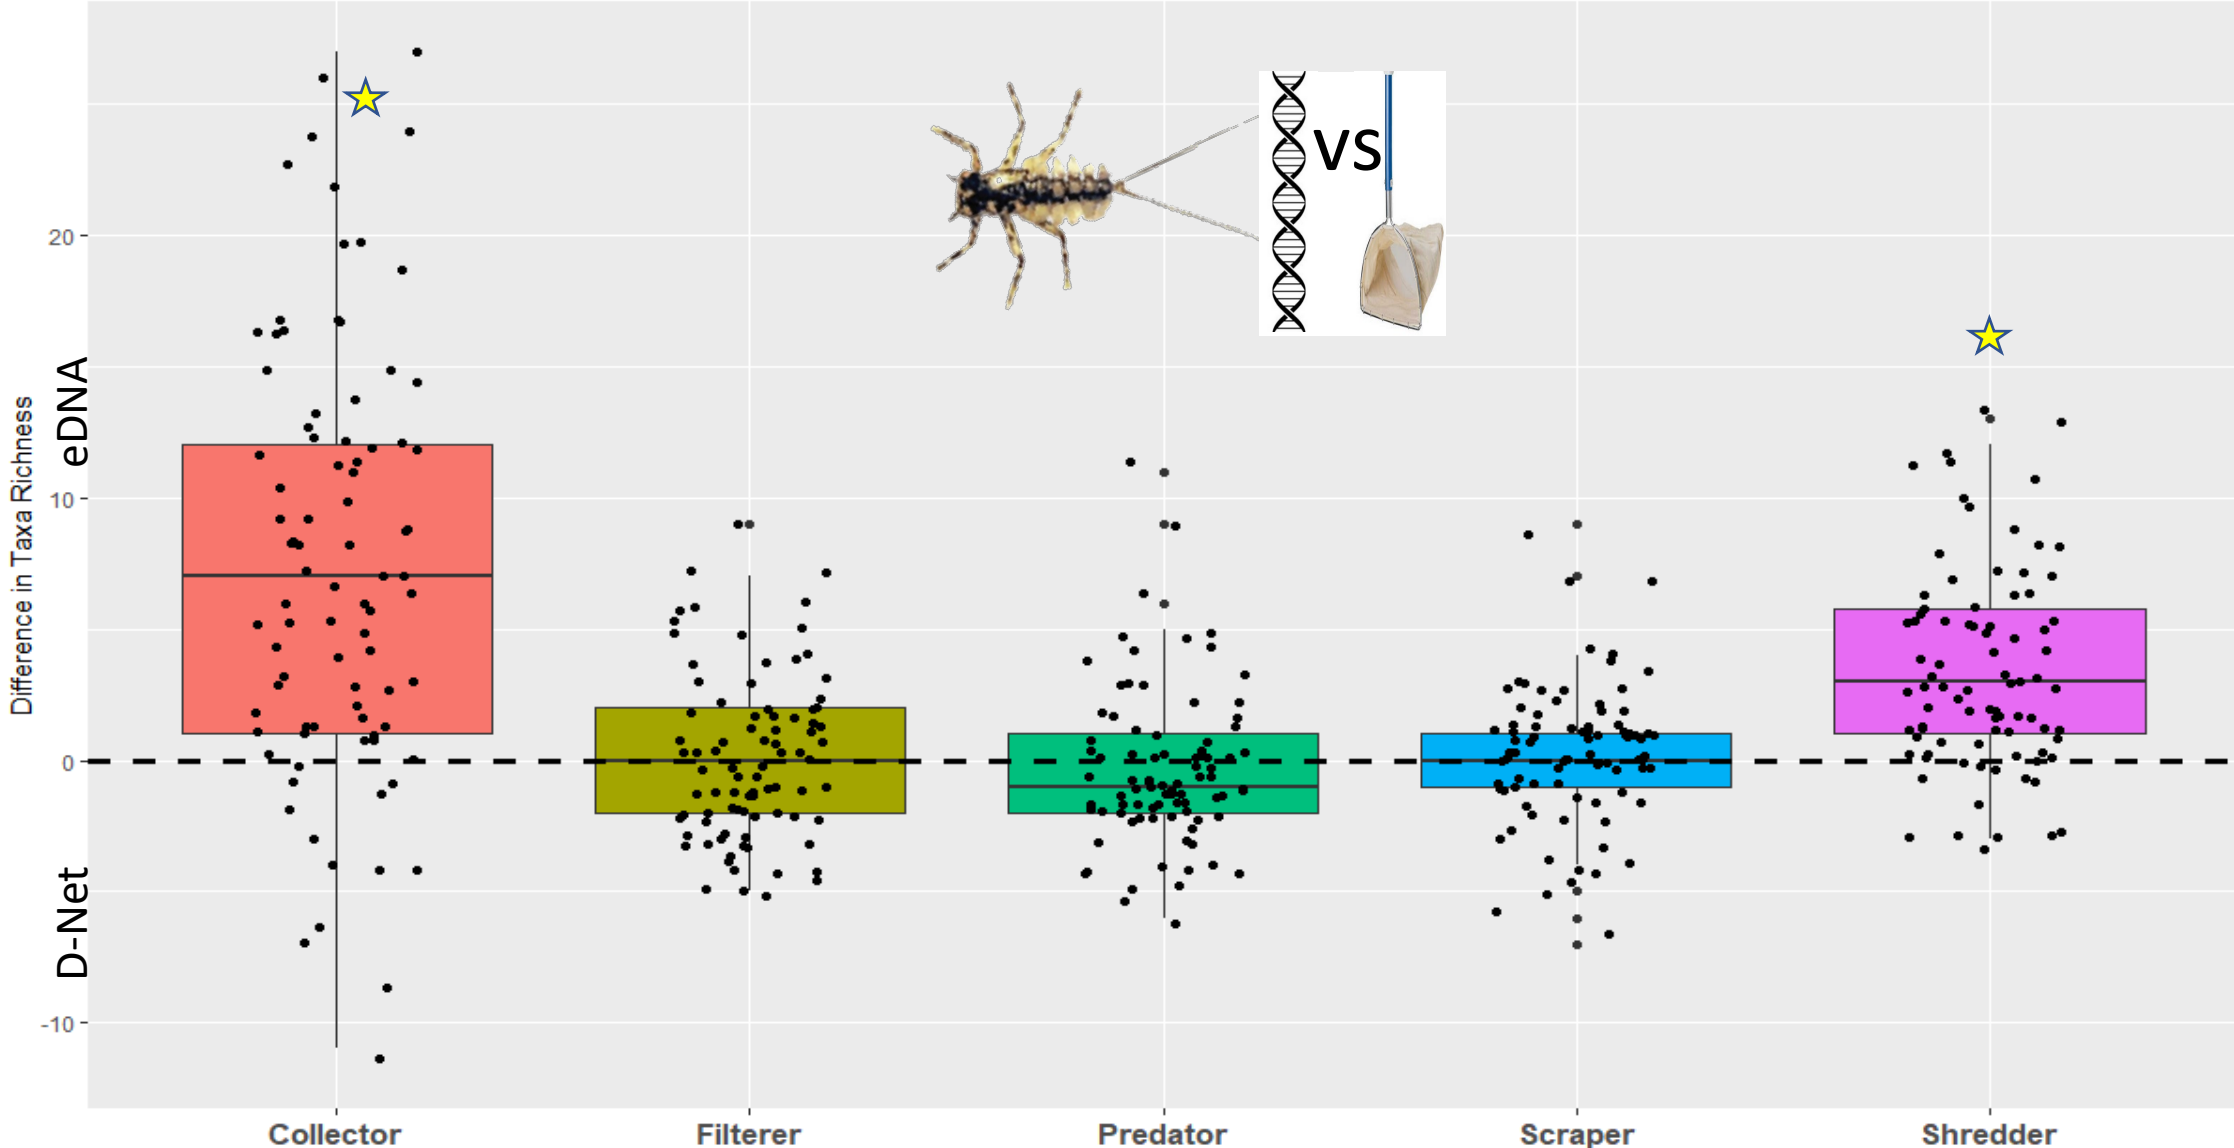 Difference in Taxa Richness
eDNA
D-Net
20
10
0
-10
VS
Collector
Filterer
Predator
Scraper
Shredder